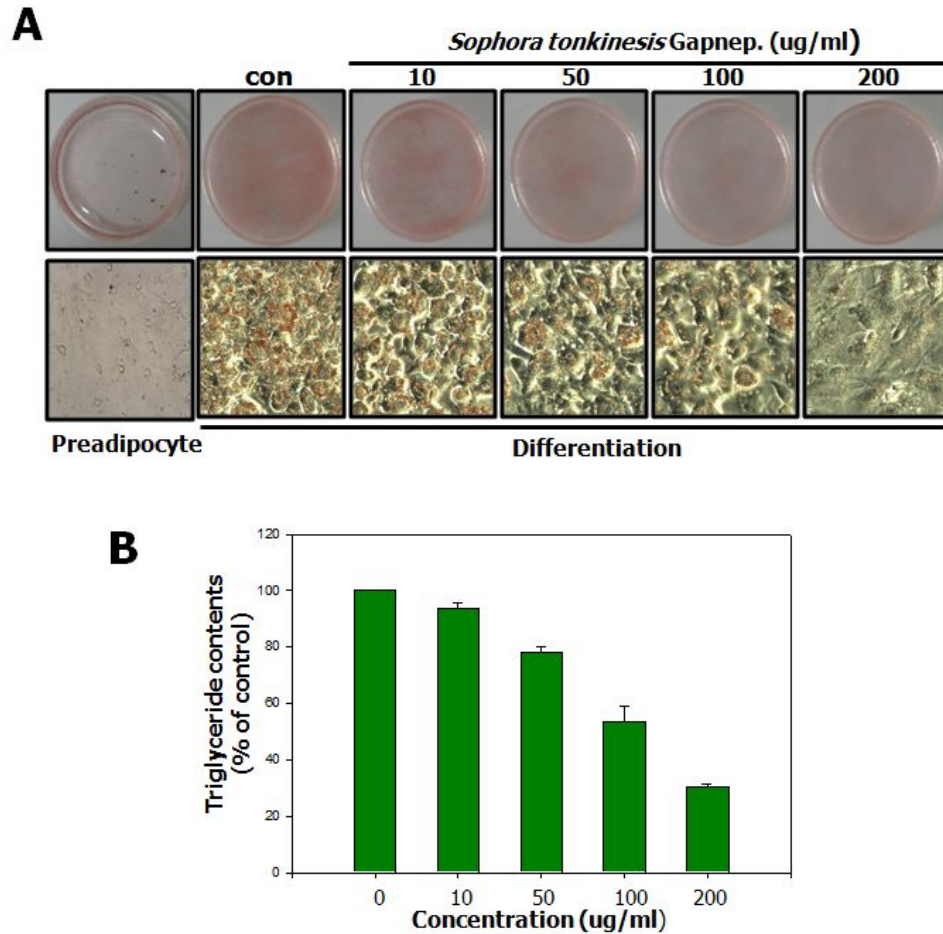 A
Sophora tonkinesis Gapnep. (ug/ml)
con 10 50 100 200
Preadipocyte Differentiation
B
Triglyceride contents
(% of control)
120
100
80
60
40
20
0
0 10 50 100 200
Concentration (ug/ml)